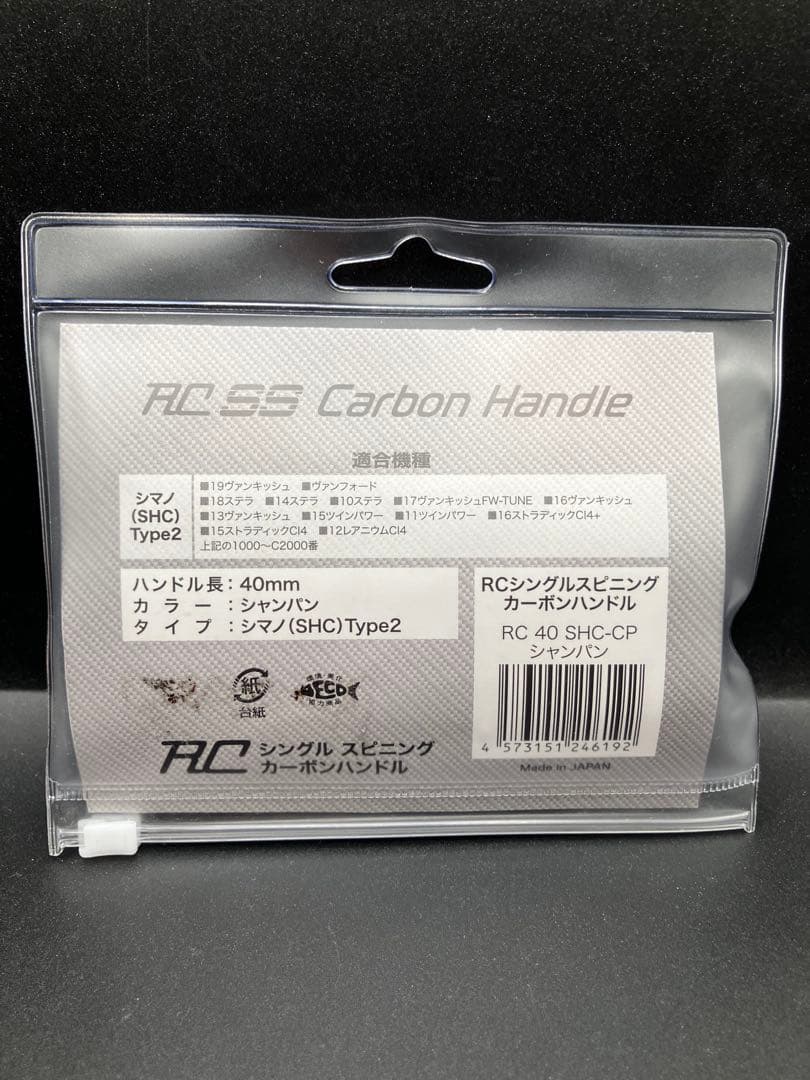 RC SS Carbon Handle
適合機種
シマノ
(SHC)
Type2
■19ヴァンキッシュ ■ヴァンフォード
■18ステラ ■14ステラ ■10ステラ ■17ヴァンキッシュFW-TUNE ■16ヴァンキッシュ
■13ヴァンキッシュ ■15ツインパワー ■11ツインパワー ■16ストラディックCI4+
■15ストラディックCI4 ■12レアニウムCI4
上記の1000～C2000番
ハンドル長：40mm
カラー：シャンパン
タイプ：シマノ(SHC)Type2
RCシングルスピニング
カーボンハンドル
RC 40 SHC-CP
シャンパン
4 573151 246192
Made in JAPAN
紙
台紙
環境・美化
ECO
協力商品
RC シングル スピニング
カーボンハンドル